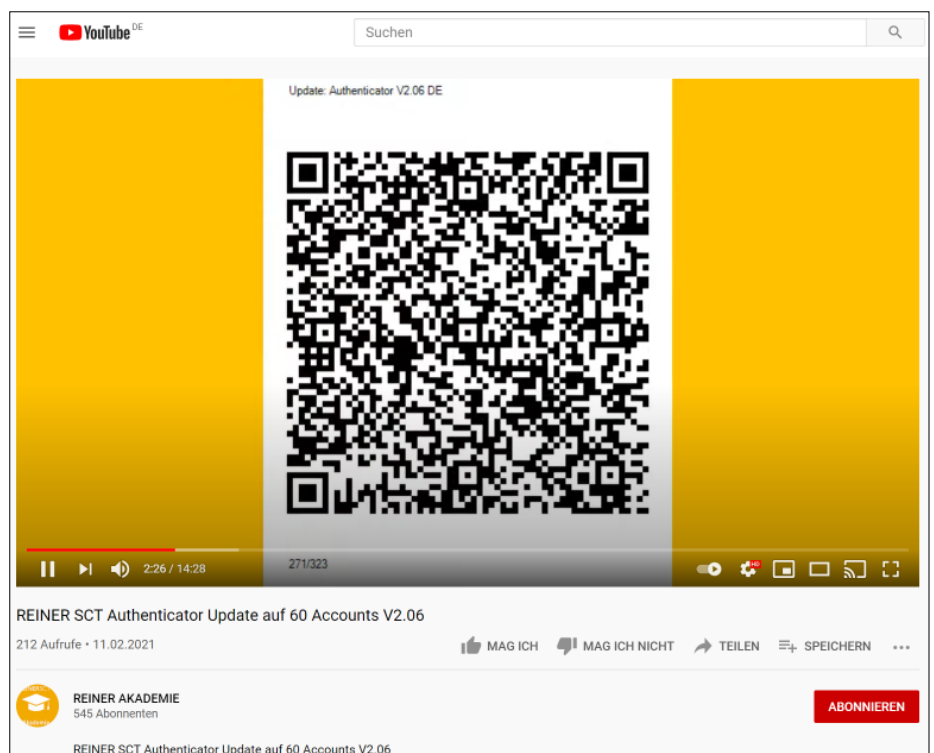 YouTube DE
Suchen
Update: Authenticator V2.06 DE
271/323
2:26 / 14:28
HD
REINER SCT Authenticator Update auf 60 Accounts V2.06
212 Aufrufe • 11.02.2021
MAG ICH
MAG ICH NICHT
TEILEN
SPEICHERN
REINER AKADEMIE
545 Abonnenten
ABONNIEREN
REINER SCT Authenticator Update auf 60 Accounts V2.06